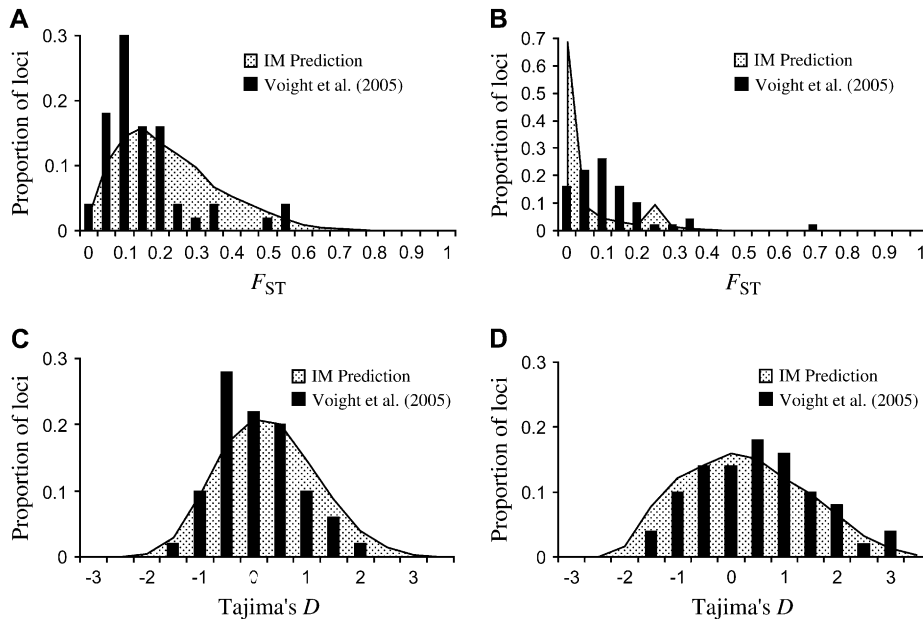 A
Proportion of loci
0.3
0.2
0.1
0
IM Prediction
Voight et al. (2005)
0 0.1 0.2 0.3 0.4 0.5 0.6 0.7 0.8 0.9 1
FST
B
Proportion of loci
0.7
0.6
0.5
0.4
0.3
0.2
0.1
0
IM Prediction
Voight et al. (2005)
0 0.1 0.2 0.3 0.4 0.5 0.6 0.7 0.8 0.9 1
FST
C
Proportion of loci
0.3
0.2
0.1
0
IM Prediction
Voight et al. (2005)
-3 -2 -1 0 1 2 3
Tajima's D
D
Proportion of loci
0.3
0.2
0.1
0
IM Prediction
Voight et al. (2005)
-3 -2 -1 0 1 2 3
Tajima's D